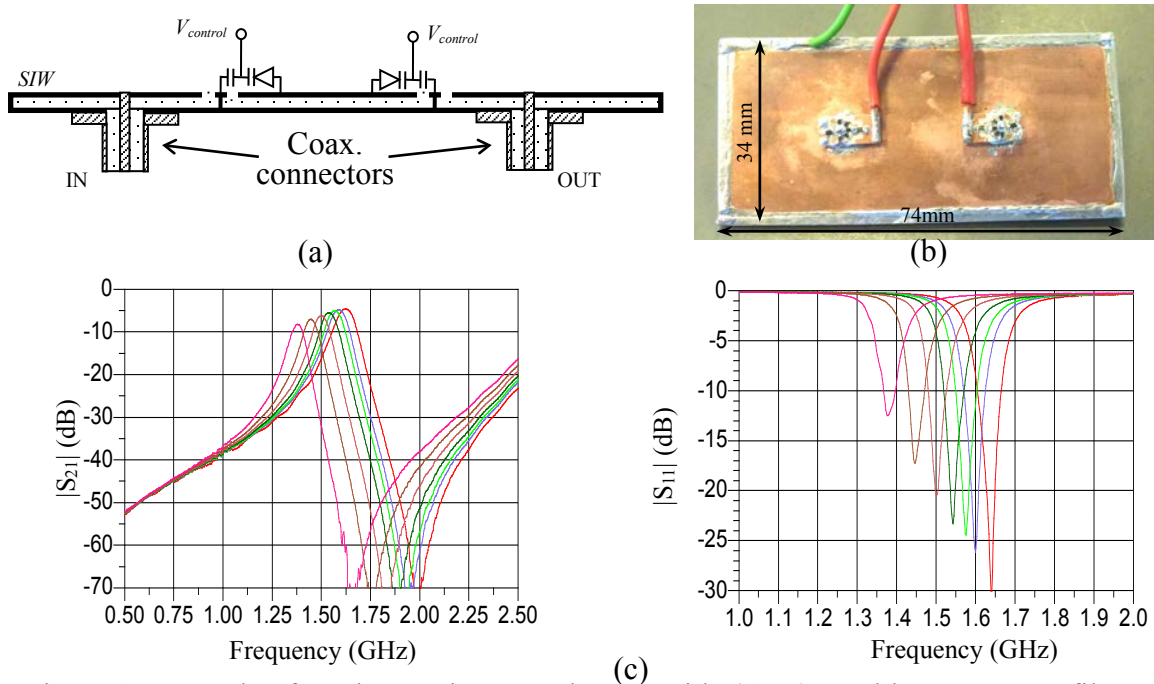 V_control
V_control
SIW
Coax.
connectors
IN
OUT
(a)
34 mm
74mm
(b)
0
-10
-20
-30
-40
-50
-60
-70
|S21| (dB)
0.50 0.75 1.00 1.25 1.50 1.75 2.00 2.25 2.50
Frequency (GHz)
0
-5
-10
-15
-20
-25
-30
|S11| (dB)
1.0 1.1 1.2 1.3 1.4 1.5 1.6 1.7 1.8 1.9 2.0
Frequency (GHz)
(c)